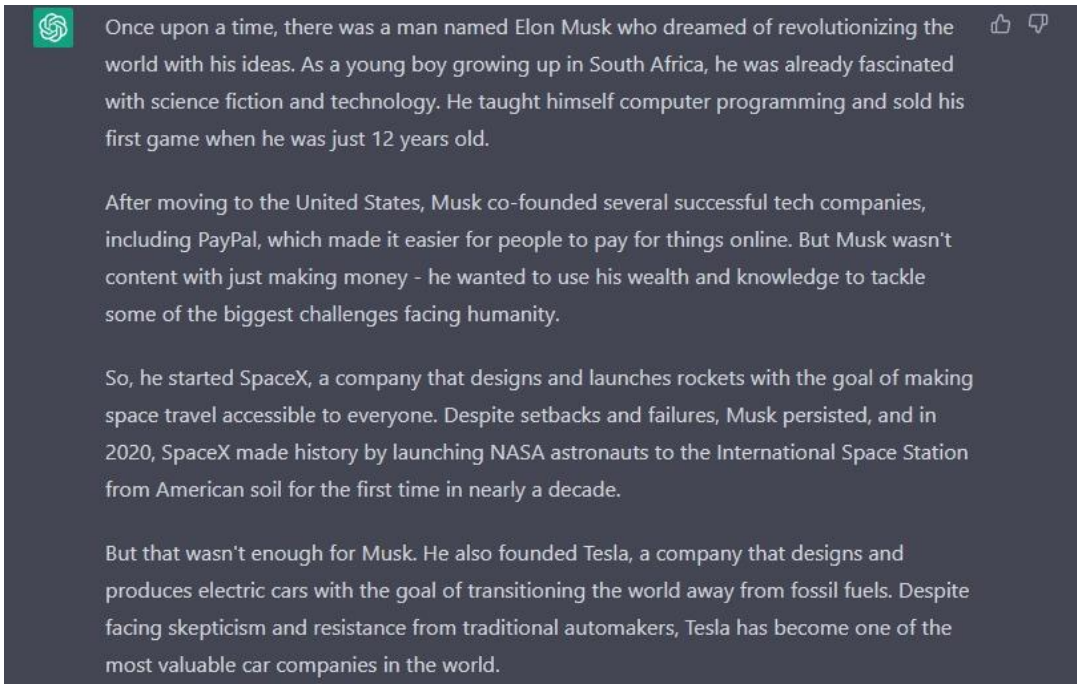 Once upon a time, there was a man named Elon Musk who dreamed of revolutionizing the
world with his ideas. As a young boy growing up in South Africa, he was already fascinated
with science fiction and technology. He taught himself computer programming and sold his
first game when he was just 12 years old.
After moving to the United States, Musk co-founded several successful tech companies,
including PayPal, which made it easier for people to pay for things online. But Musk wasn't
content with just making money - he wanted to use his wealth and knowledge to tackle
some of the biggest challenges facing humanity.
So, he started SpaceX, a company that designs and launches rockets with the goal of making
space travel accessible to everyone. Despite setbacks and failures, Musk persisted, and in
2020, SpaceX made history by launching NASA astronauts to the International Space Station
from American soil for the first time in nearly a decade.
But that wasn't enough for Musk. He also founded Tesla, a company that designs and
produces electric cars with the goal of transitioning the world away from fossil fuels. Despite
facing skepticism and resistance from traditional automakers, Tesla has become one of the
most valuable car companies in the world.